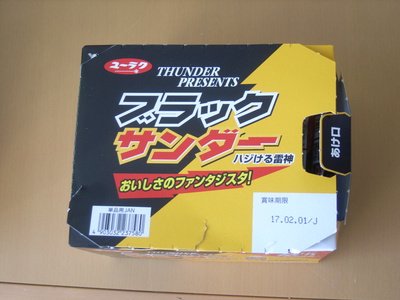 ユーラク
THUNDER
PRESENTS
ブラック
サンダー
ハジける雷神
おいしさのファンタジスタ!
あけ口
単品用JAN
4903032237580
賞味期限
17.02.01/J